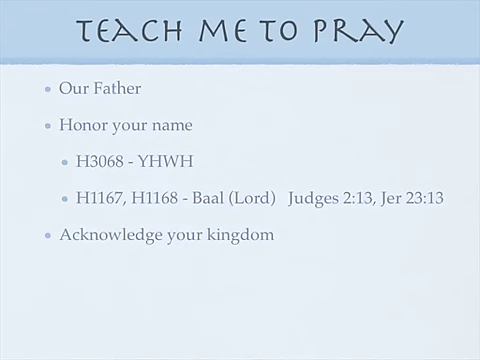 TEACH ME TO PRAY
• Our Father
• Honor your name
• H3068 - YHWH
• H1167, H1168 - Baal (Lord) Judges 2:13, Jer 23:13
• Acknowledge your kingdom